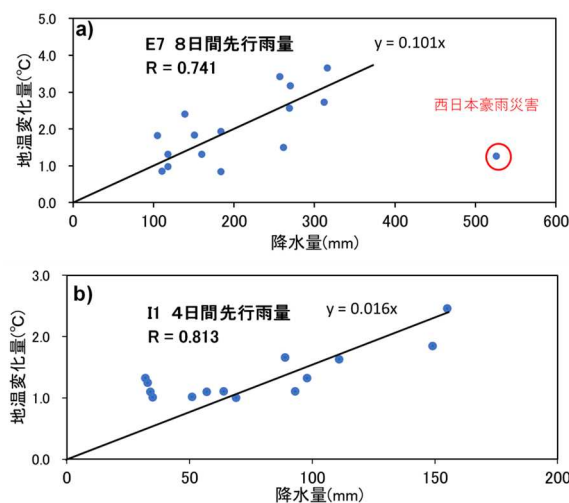 a)
E7 8日間先行雨量
R = 0.741
y = 0.101x
西日本豪雨災害
地温変化量(℃)
5.0
4.0
3.0
2.0
1.0
0.0
0 100 200 300 400 500 600
降水量(mm)
b)
I1 4日間先行雨量
R = 0.813
y = 0.016x
地温変化量(℃)
3.0
2.0
1.0
0.0
0 50 100 150 200
降水量(mm)